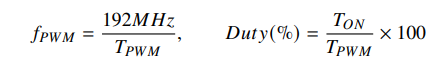 f_PWM = 192MHz / T_PWM, Duty(%) = T_ON / T_PWM × 100